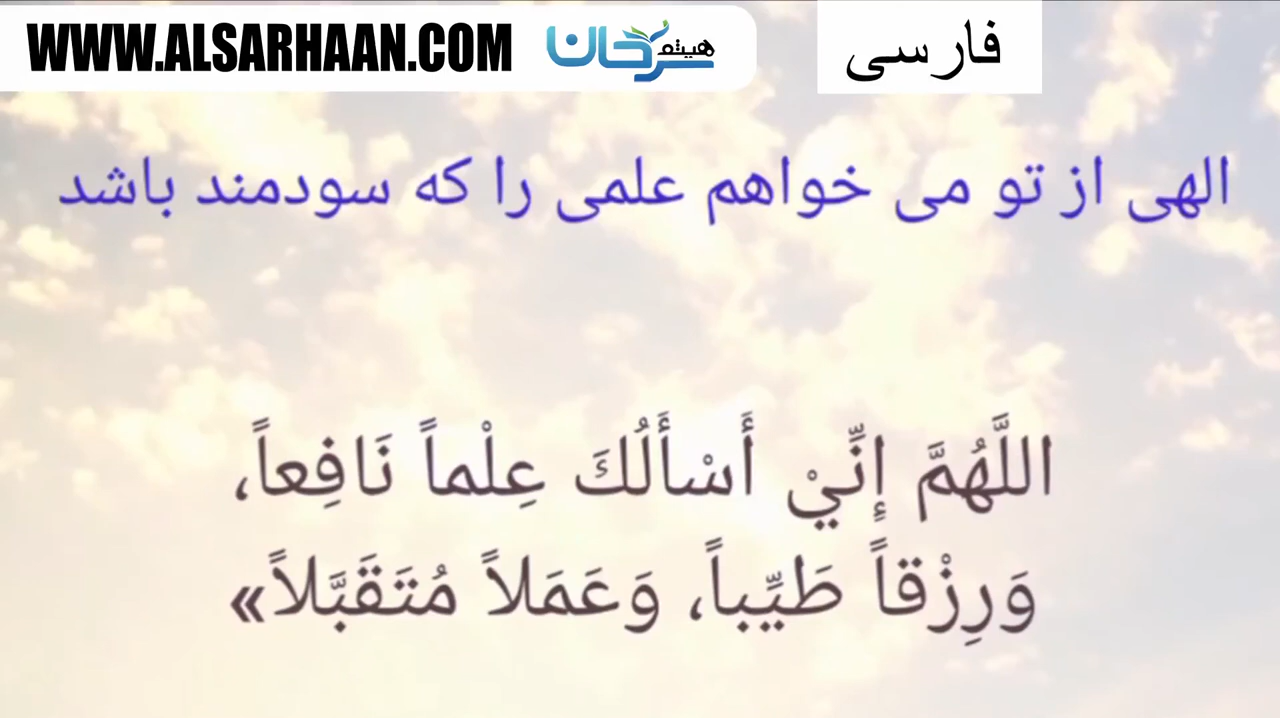 WWW.ALSARHAAN.COM
هيثم سرحان
فارسی
الهی از تو می خواهم علمی را که سودمند باشد
اللَّهُمَّ إِنِّيْ أَسْأَلُكَ عِلْماً نَافِعاً،
وَرِزْقاً طَيِّباً، وَعَمَلاً مُتَقَبَّلاً»